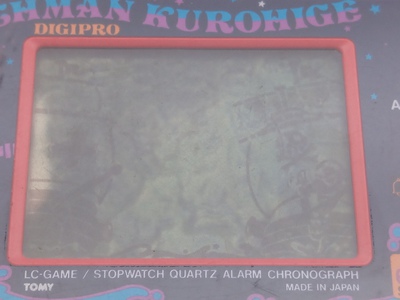 SHMAN KUROHIGE
DIGIPRO
LC-GAME / STOPWATCH QUARTZ ALARM CHRONOGRAPH
TOMY
MADE IN JAPAN